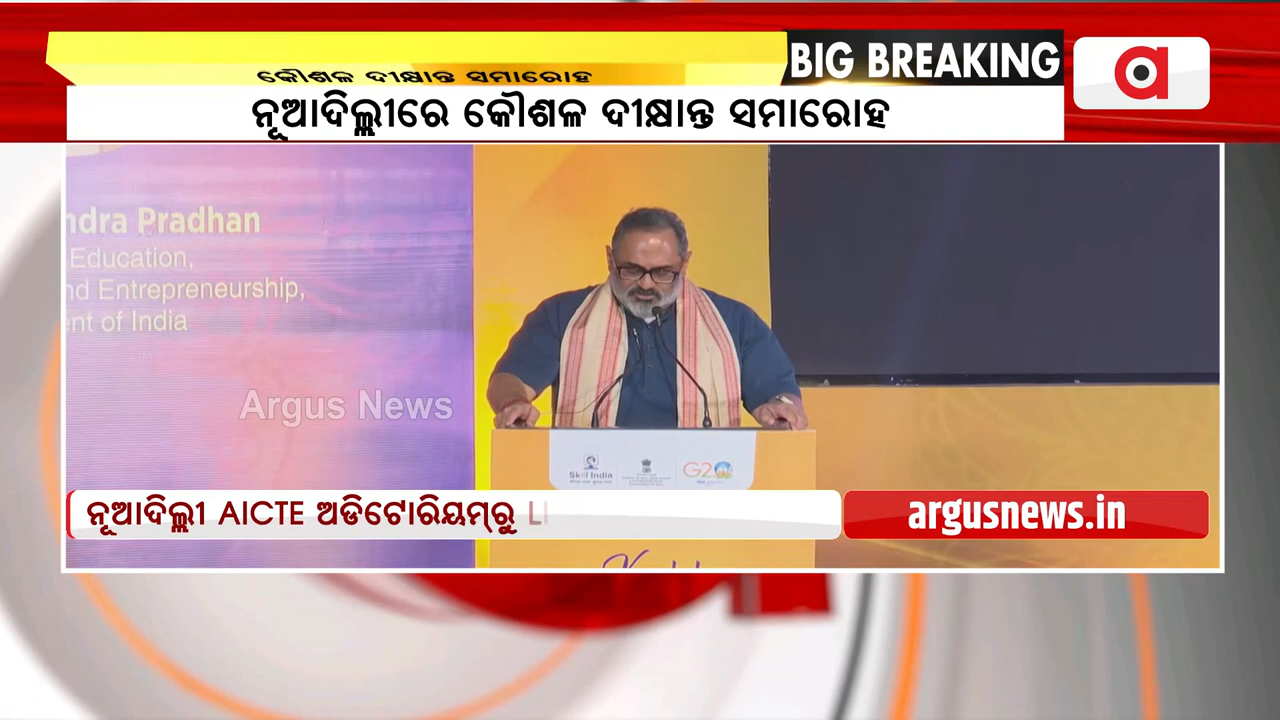 କୌଶଳ ଦୀକ୍ଷାନ୍ତ ସମାରୋହ
BIG BREAKING
ନୂଆଦିଲ୍ଲୀରେ କୌଶଳ ଦୀକ୍ଷାନ୍ତ ସମାରୋହ
ndra Pradhan
Education,
nd Entrepreneurship,
ent of India
Argus News
Skill India
G20
ନୂଆଦିଲ୍ଲୀ AICTE ଅଡିଟୋରିୟମ୍‌ରୁ LI
argusnews.in